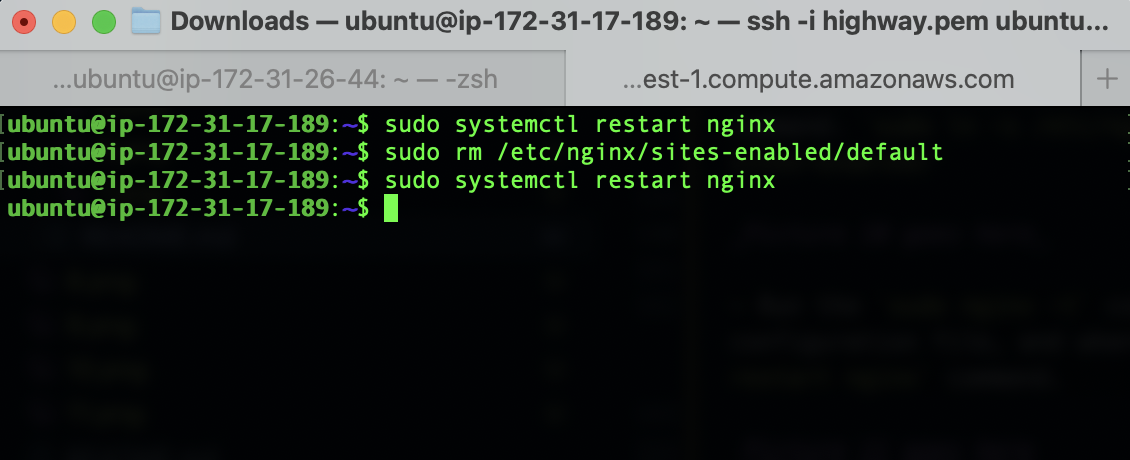 Downloads — ubuntu@ip-172-31-17-189: ~ — ssh -i highway.pem ubuntu...
...ubuntu@ip-172-31-26-44: ~ — -zsh
...est-1.compute.amazonaws.com
+
[ubuntu@ip-172-31-17-189:~$ sudo systemctl restart nginx
[ubuntu@ip-172-31-17-189:~$ sudo rm /etc/nginx/sites-enabled/default
[ubuntu@ip-172-31-17-189:~$ sudo systemctl restart nginx
ubuntu@ip-172-31-17-189:~$